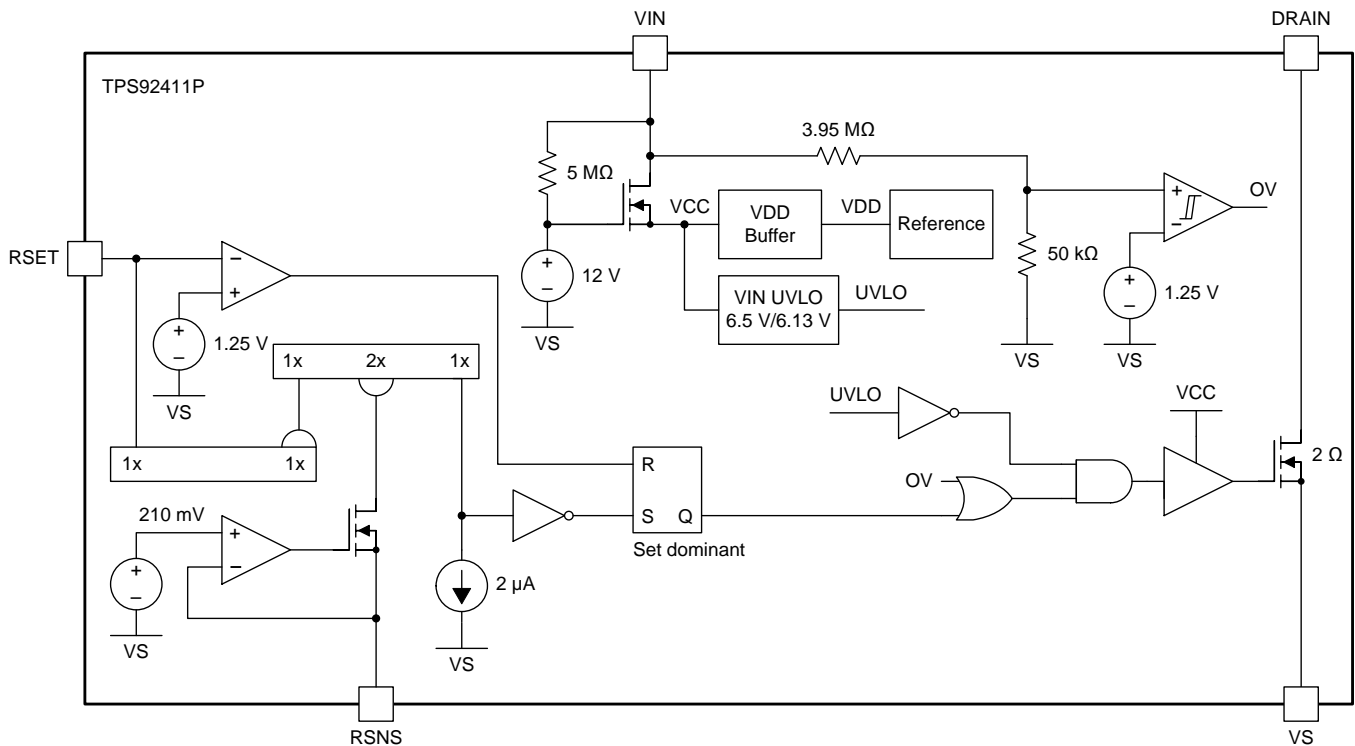 VIN
DRAIN
TPS92411P
3.95 MΩ
5 MΩ
+
−
OV
VCC
VDD
Buffer
VDD
Reference
RSET
−
+
50 kΩ
+
−
12 V
+
−
1.25 V
VIN UVLO
6.5 V/6.13 V
UVLO
+
−
1.25 V
VS
VS
VS
1x
2x
1x
VS
UVLO
VCC
1x
1x
R
2 Ω
OV
210 mV
S
Q
+
−
Set dominant
+
−
2 µA
VS
VS
RSNS
VS